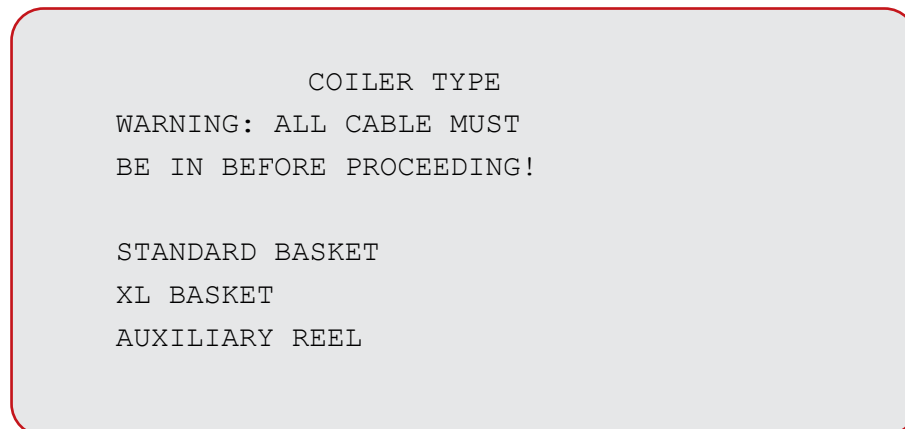 COILER TYPE
WARNING: ALL CABLE MUST
BE IN BEFORE PROCEEDING!
STANDARD BASKET
XL BASKET
AUXILIARY REEL